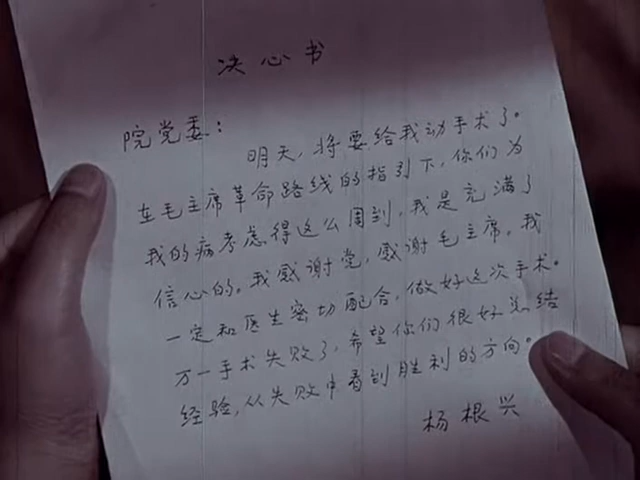 决心书
院党委：
明天，将要给我动手术了。
在毛主席革命路线的指引下，你们为
我的病考虑得这么周到，我是充满了
信心的。我感谢党，感谢毛主席。我
一定和医生密切配合，做好这次手术。
万一手术失败了，希望你们很好总结
经验，从失败中看到胜利的方向。
杨根兴